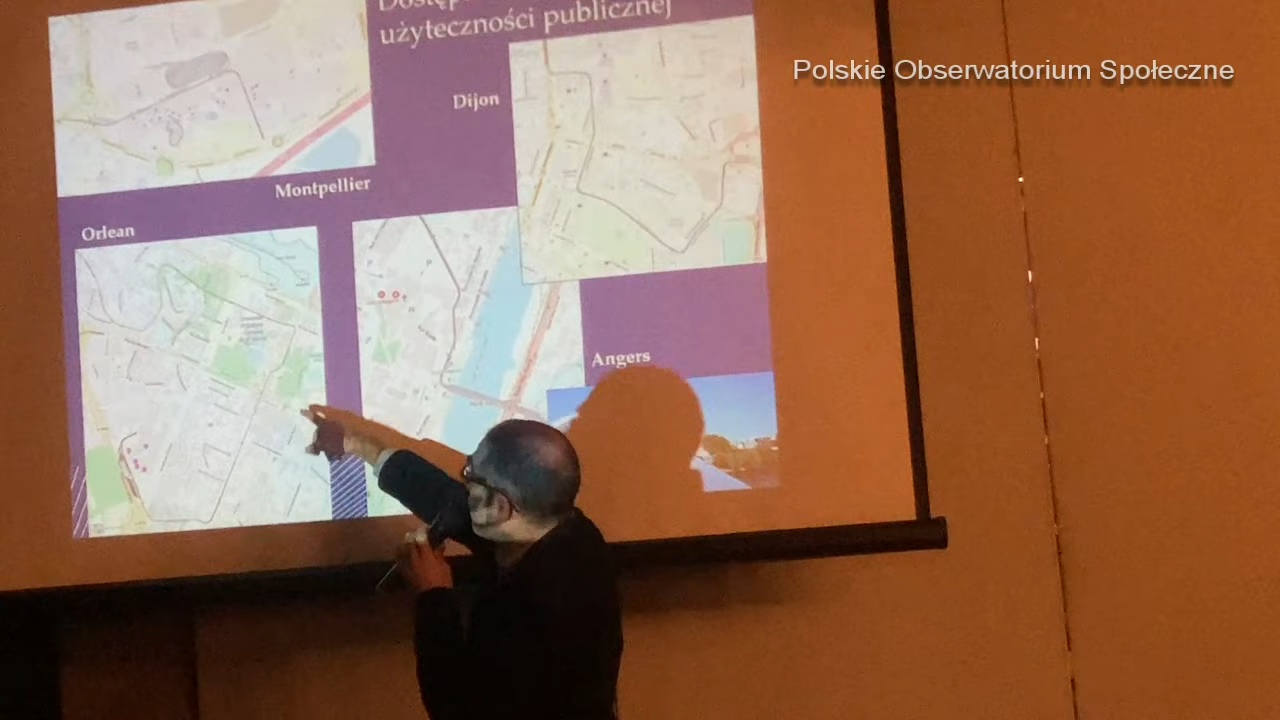 użyteczności publicznej
Polskie Obserwatorium Społeczne
Dijon
Montpellier
Orlean
Angers